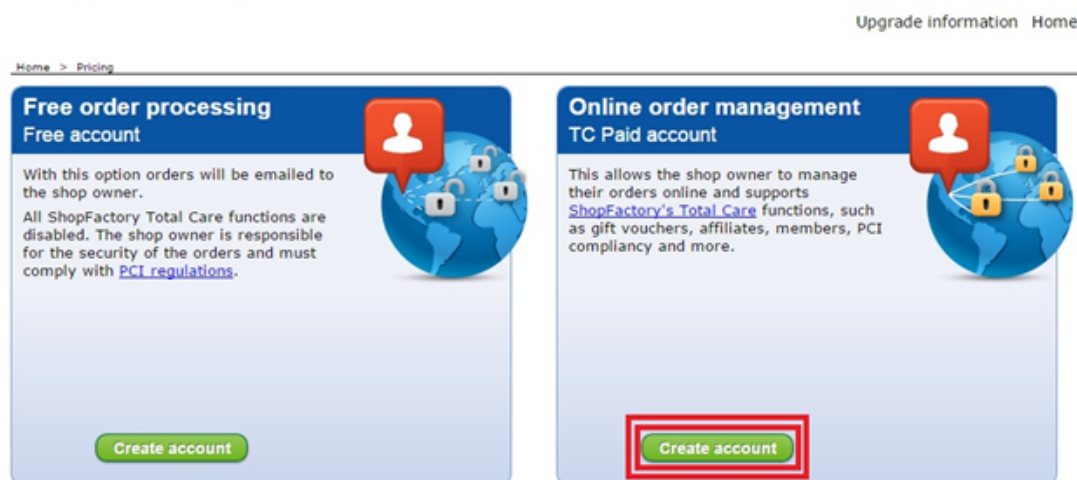 Upgrade information Home
Home > Pricing
Free order processing
Free account
With this option orders will be emailed to
the shop owner.
All ShopFactory Total Care functions are
disabled. The shop owner is responsible
for the security of the orders and must
comply with PCI regulations.
Create account
Online order management
TC Paid account
This allows the shop owner to manage
their orders online and supports
ShopFactory's Total Care functions, such
as gift vouchers, affiliates, members, PCI
compliancy and more.
Create account